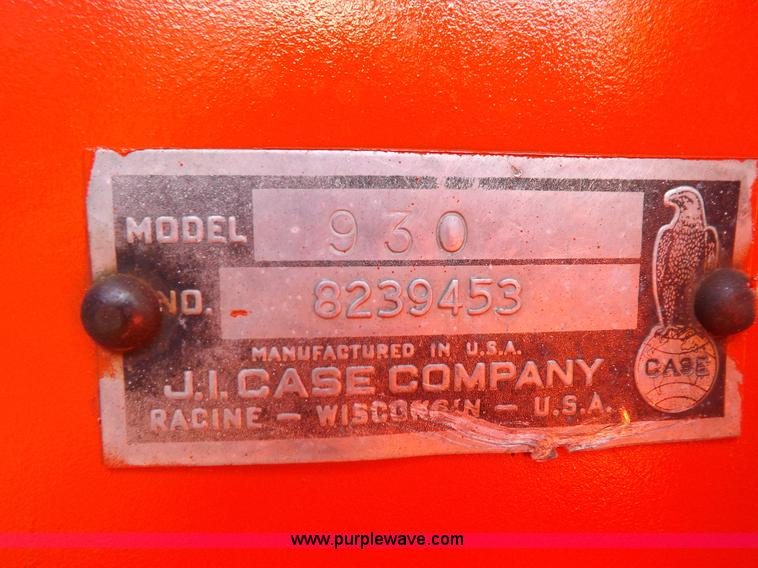 MODEL 930
NO. 8239453
MANUFACTURED IN U.S.A.
J.I. CASE COMPANY
RACINE - WISCONSIN - U.S.A.
CASE
www.purplewave.com